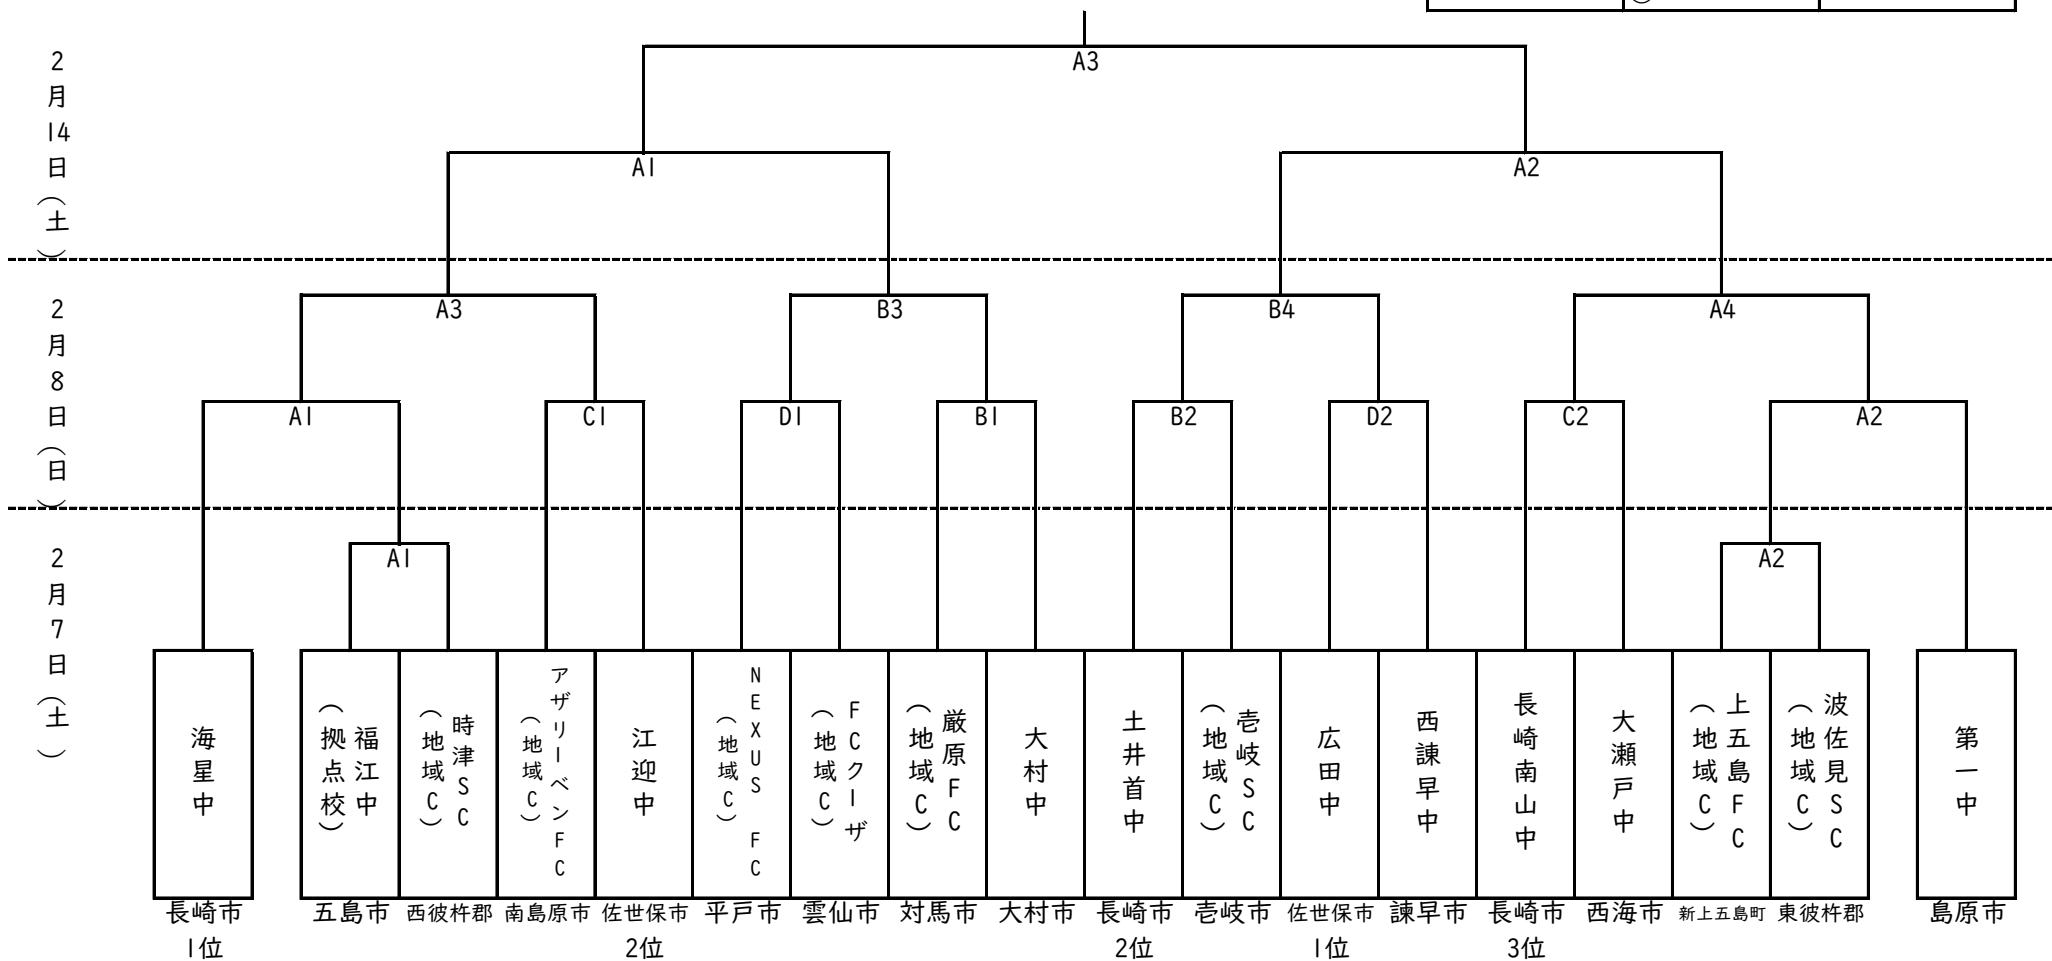 2月14日(土)
A3
A1
A2
2月8日(日)
A3
B3
B4
A4
A1
C1
D1
B1
B2
D2
C2
A2
2月7日(土)
A1
A2
海星中
福江中
(拠点校)
時津SC
(地域C)
アザリーベンFC
(地域C)
江迎中
NEXUS FC
(地域C)
FCクーザ
(地域C)
厳原FC
(地域C)
大村中
土井首中
壱岐SC
(地域C)
広田中
西諫早中
長崎南山中
大瀬戸中
上五島FC
(地域C)
波佐見SC
(地域C)
第一中
長崎市 五島市 西彼杵郡 南島原市 佐世保市 平戸市 雲仙市 対馬市 大村市 長崎市 壱岐市 佐世保市 諫早市 長崎市 西海市 新上五島町 東彼杵郡 島原市
1位 2位 2位 1位 3位